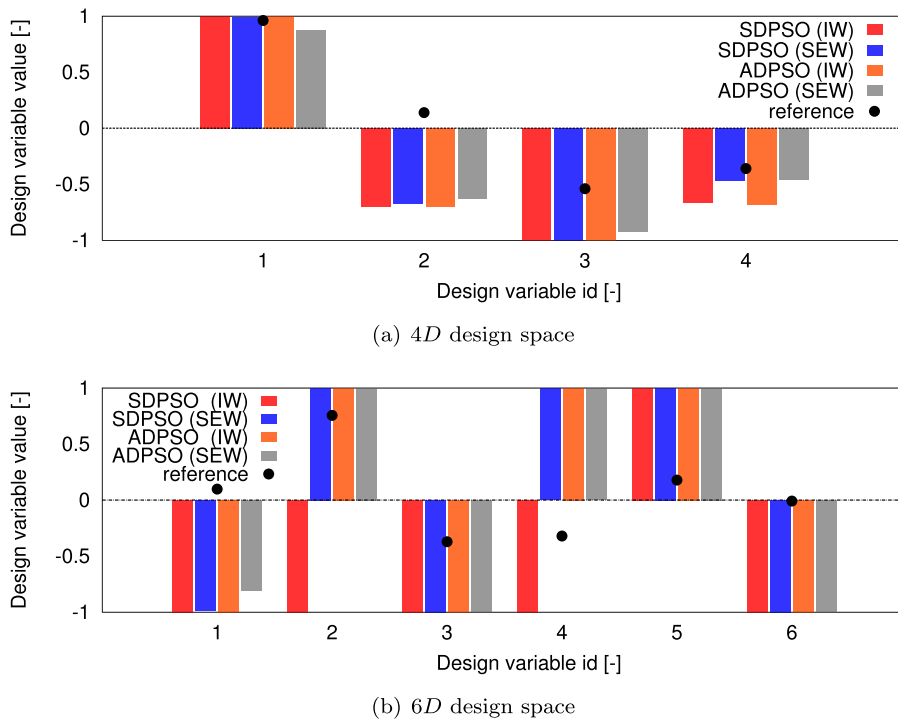 1
0.5
0
-0.5
-1
Design variable value [-]
SDPSO (IW)
SDPSO (SEW)
ADPSO (IW)
ADPSO (SEW)
reference
1 2 3 4
Design variable id [-]
(a) 4D design space
1
0.5
0
-0.5
-1
Design variable value [-]
SDPSO (IW)
SDPSO (SEW)
ADPSO (IW)
ADPSO (SEW)
reference
1 2 3 4 5 6
Design variable id [-]
(b) 6D design space